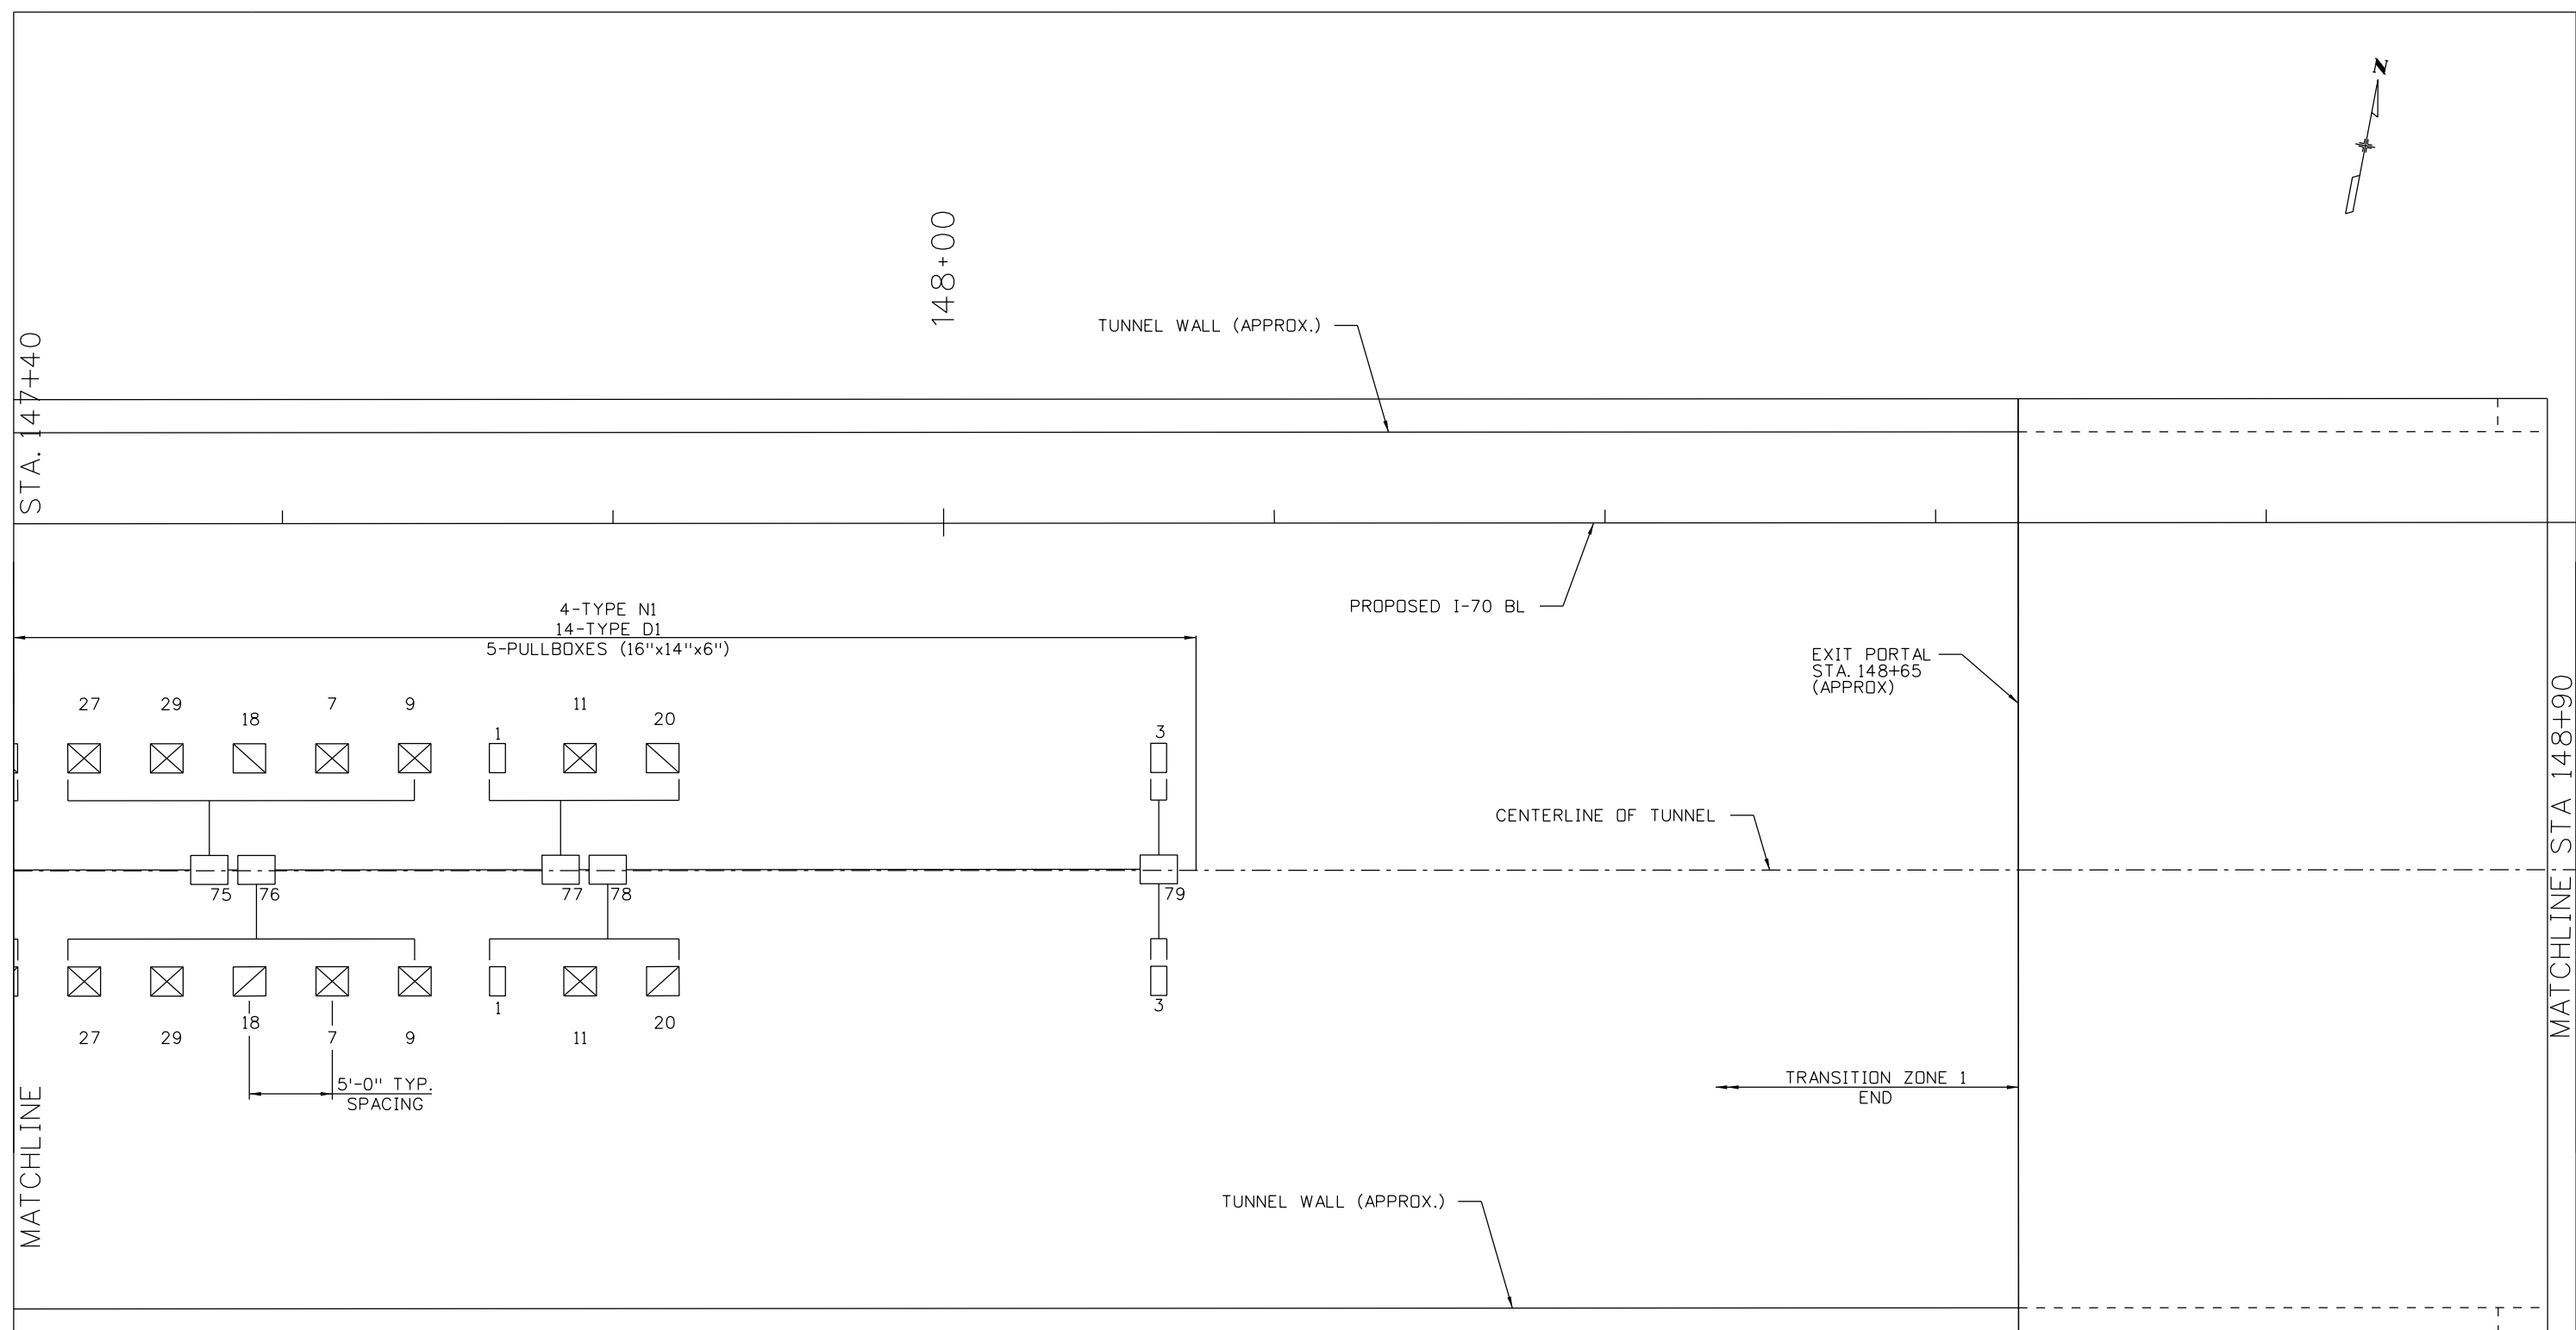 N
148+00
STA. 147+40
TUNNEL WALL (APPROX.)
PROPOSED I-70 BL
4-TYPE N1
14-TYPE D1
5-PULLBOXES (16"x14"x6")
EXIT PORTAL
STA. 148+65
(APPROX)
27 29 18 7 9 1 11 20 3
CENTERLINE OF TUNNEL
75 76 77 78 79
27 29 18 7 9 1 11 20 3
5'-0" TYP.
SPACING
TRANSITION ZONE 1
END
MATCHLINE
MATCHLINE STA 148+90
TUNNEL WALL (APPROX.)